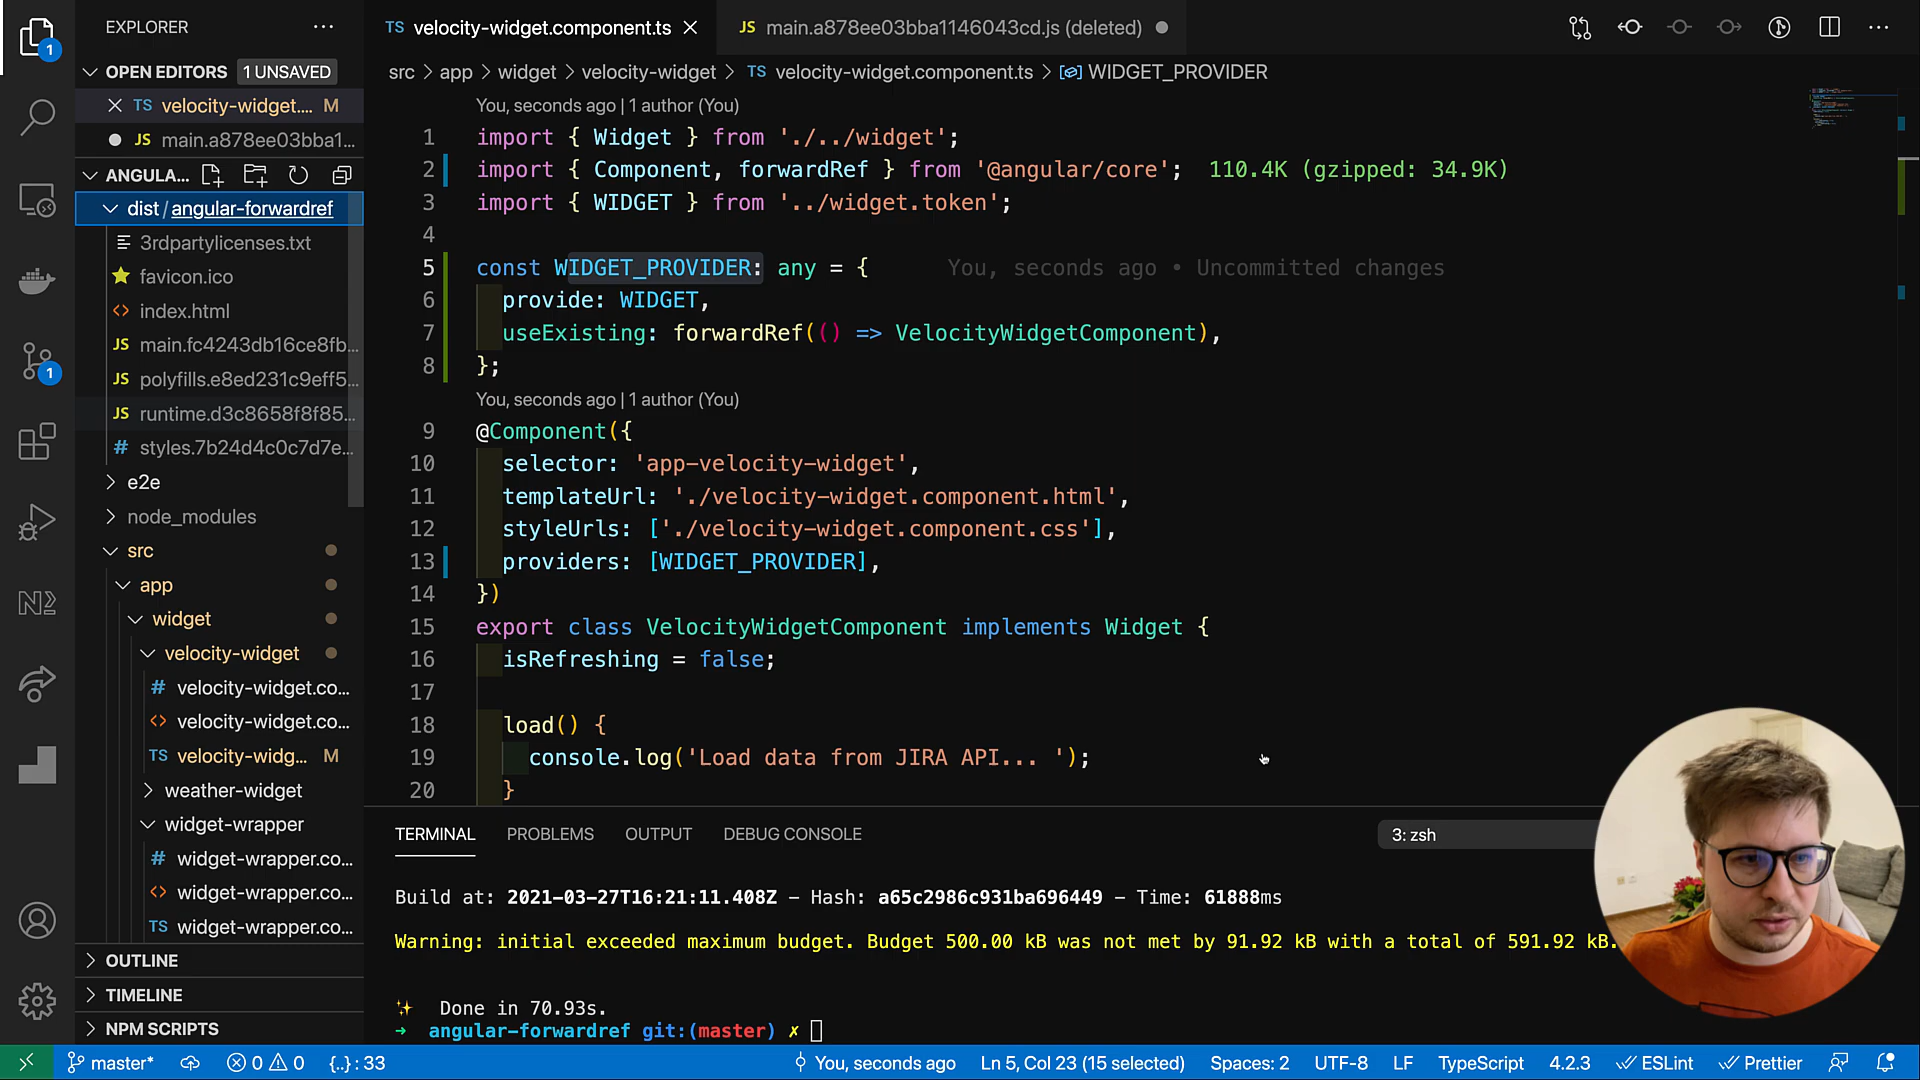 EXPLORER
velocity-widget.component.ts
JS main.a878ee03bba1146043cd.js (deleted)
OPEN EDITORS 1 UNSAVED
TS velocity-widget.... M
JS main.a878ee03bba1...
ANGULA...
dist / angular-forwardref
3rdpartylicenses.txt
favicon.ico
index.html
JS main.fc4243db16ce8fb...
JS polyfills.e8ed231c9eff5...
JS runtime.d3c8658f8f85...
# styles.7b24d4c0c7d7e...
e2e
node_modules
src
app
widget
velocity-widget
# velocity-widget.co...
<> velocity-widget.co...
TS velocity-widg... M
weather-widget
widget-wrapper
# widget-wrapper.co...
<> widget-wrapper.co...
TS widget-wrapper.co...
OUTLINE
TIMELINE
NPM SCRIPTS
src > app > widget > velocity-widget > TS velocity-widget.component.ts > WIDGET_PROVIDER
You, seconds ago | 1 author (You)
1 import { Widget } from './../widget';
2 import { Component, forwardRef } from '@angular/core'; 110.4K (gzipped: 34.9K)
3 import { WIDGET } from '../widget.token';
4
5 const WIDGET_PROVIDER: any = { You, seconds ago • Uncommitted changes
6 provide: WIDGET,
7 useExisting: forwardRef(() => VelocityWidgetComponent),
8 };
You, seconds ago | 1 author (You)
9 @Component({
10 selector: 'app-velocity-widget',
11 templateUrl: './velocity-widget.component.html',
12 styleUrls: ['./velocity-widget.component.css'],
13 providers: [WIDGET_PROVIDER],
14 })
15 export class VelocityWidgetComponent implements Widget {
16 isRefreshing = false;
17
18 load() {
19 console.log('Load data from JIRA API... ');
20 }
TERMINAL PROBLEMS OUTPUT DEBUG CONSOLE 3: zsh
Build at: 2021-03-27T16:21:11.408Z - Hash: a65c2986c931ba696449 - Time: 61888ms
Warning: initial exceeded maximum budget. Budget 500.00 kB was not met by 91.92 kB with a total of 591.92 kB.
✨ Done in 70.93s.
→ angular-forwardref git:(master) ✗
master* 0 0 {..}: 33 You, seconds ago Ln 5, Col 23 (15 selected) Spaces: 2 UTF-8 LF TypeScript 4.2.3 ESLint Prettier